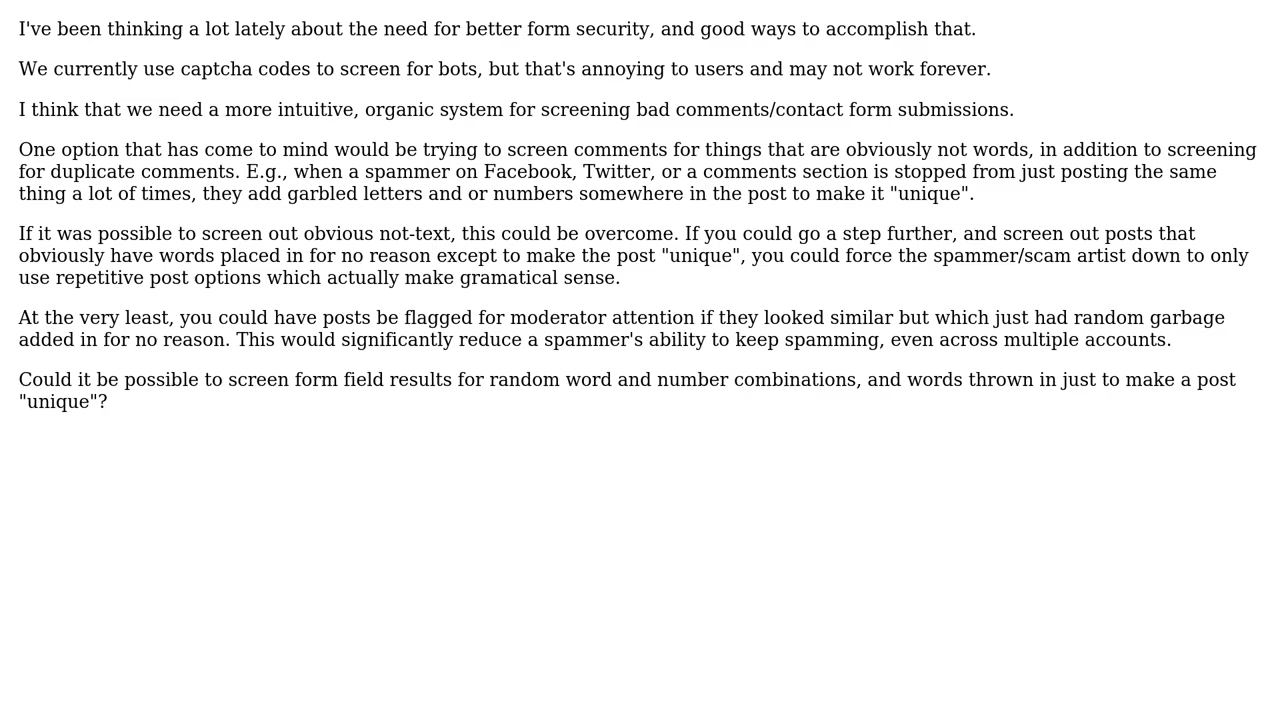 I've been thinking a lot lately about the need for better form security, and good ways to accomplish that.
We currently use captcha codes to screen for bots, but that's annoying to users and may not work forever.
I think that we need a more intuitive, organic system for screening bad comments/contact form submissions.
One option that has come to mind would be trying to screen comments for things that are obviously not words, in addition to screening
for duplicate comments. E.g., when a spammer on Facebook, Twitter, or a comments section is stopped from just posting the same
thing a lot of times, they add garbled letters and or numbers somewhere in the post to make it "unique".
If it was possible to screen out obvious not-text, this could be overcome. If you could go a step further, and screen out posts that
obviously have words placed in for no reason except to make the post "unique", you could force the spammer/scam artist down to only
use repetitive post options which actually make gramatical sense.
At the very least, you could have posts be flagged for moderator attention if they looked similar but which just had random garbage
added in for no reason. This would significantly reduce a spammer's ability to keep spamming, even across multiple accounts.
Could it be possible to screen form field results for random word and number combinations, and words thrown in just to make a post
"unique"?